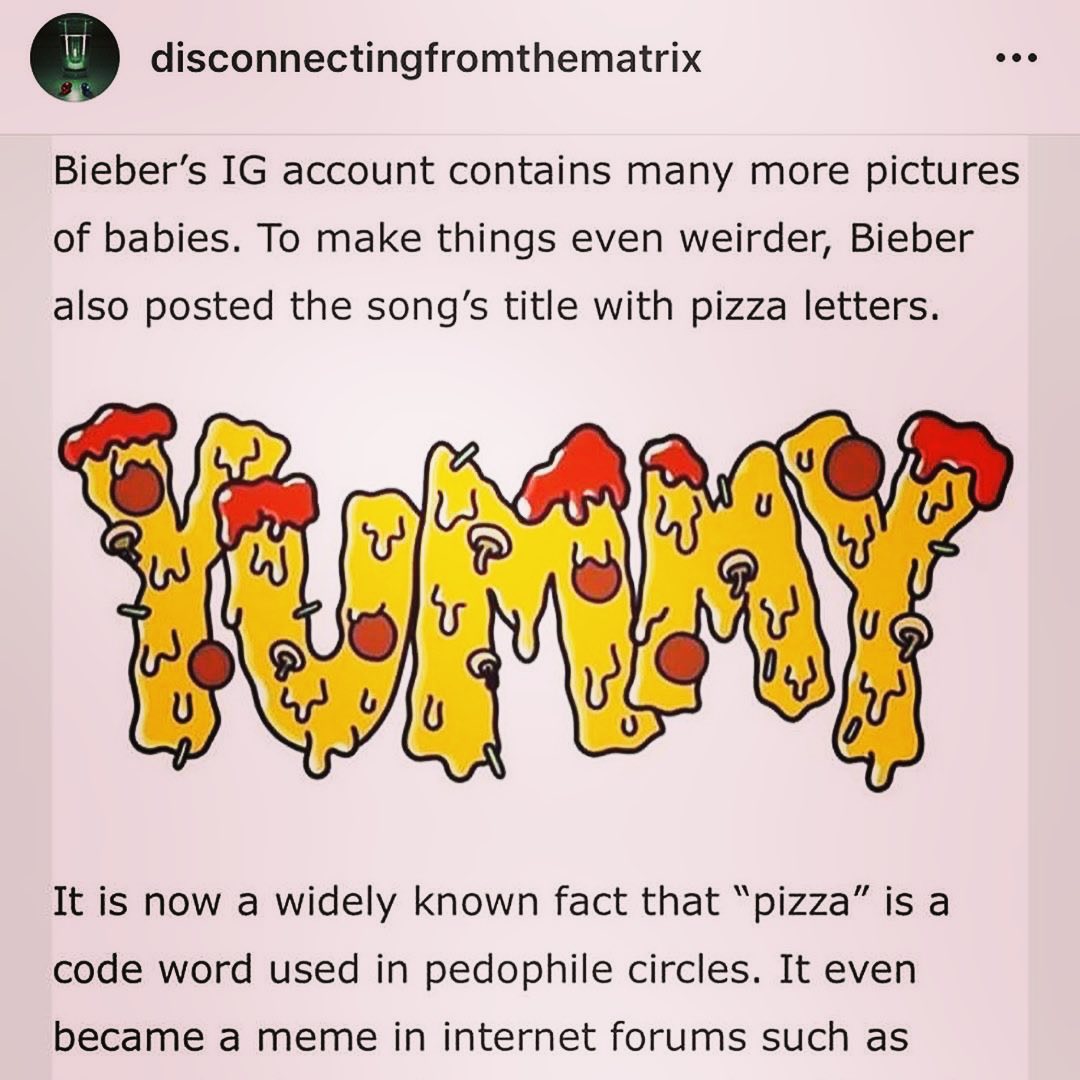 disconnectingfromthematrix
Bieber’s IG account contains many more pictures
of babies. To make things even weirder, Bieber
also posted the song’s title with pizza letters.
YUMMY
It is now a widely known fact that “pizza” is a
code word used in pedophile circles. It even
became a meme in internet forums such as